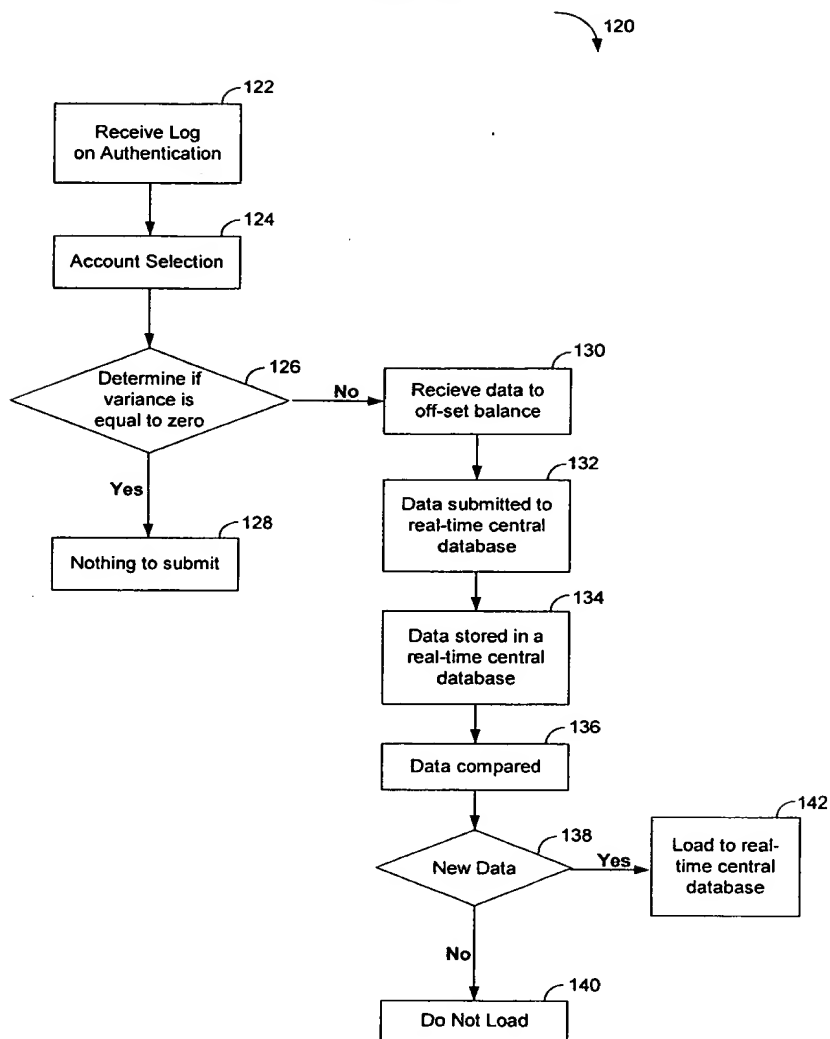 120
122
Receive Log
on Authentication
124
Account Selection
126
Determine if
variance is
equal to zero
No
130
Recieve data to
off-set balance
Yes
128
Nothing to submit
132
Data submitted to
real-time central
database
134
Data stored in a
real-time central
database
136
Data compared
138
New Data
Yes
142
Load to real-
time central
database
No
140
Do Not Load